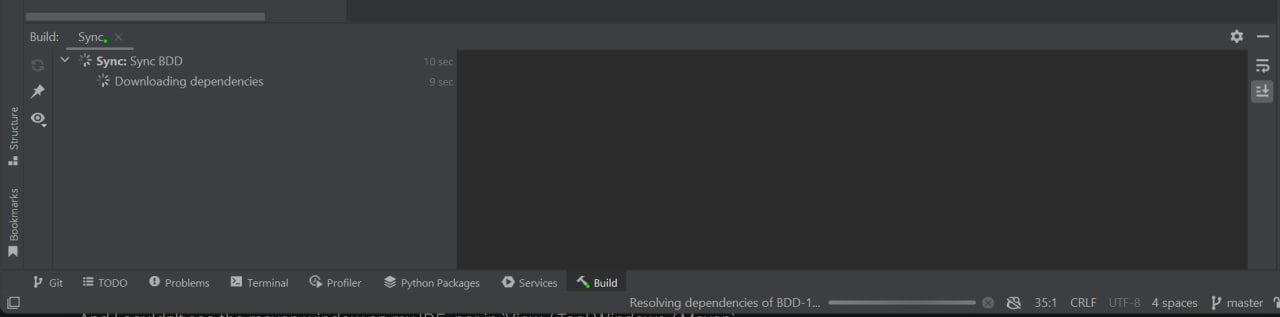 Build: Sync
Sync: Sync BDD 10 sec
Downloading dependencies 9 sec
Structure
Bookmarks
Git TODO Problems Terminal Profiler Python Packages Services Build
Resolving dependencies of BDD-1... 35:1 CRLF UTF-8 4 spaces master